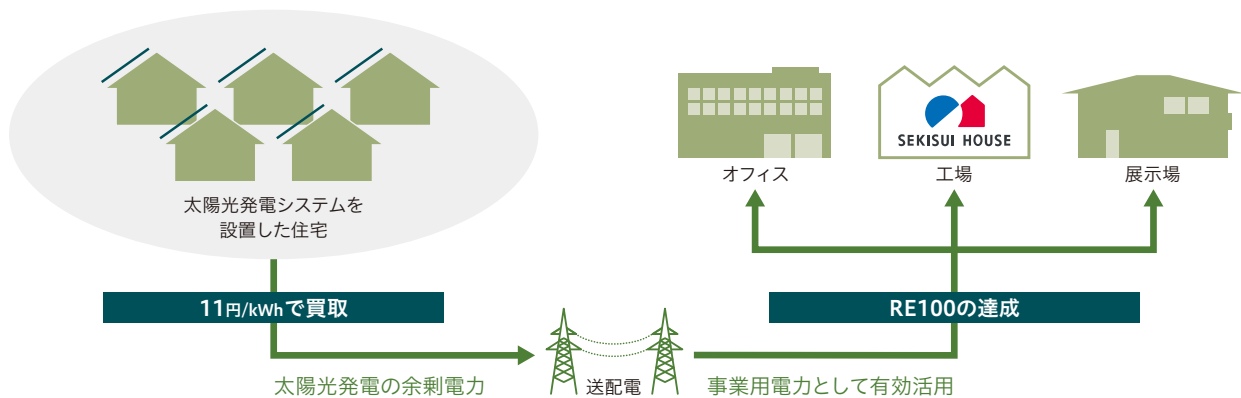 太陽光発電システムを
設置した住宅
11円/kWhで買取
太陽光発電の余剰電力
送配電
事業用電力として有効活用
RE100の達成
SEKISUI HOUSE
オフィス
工場
展示場